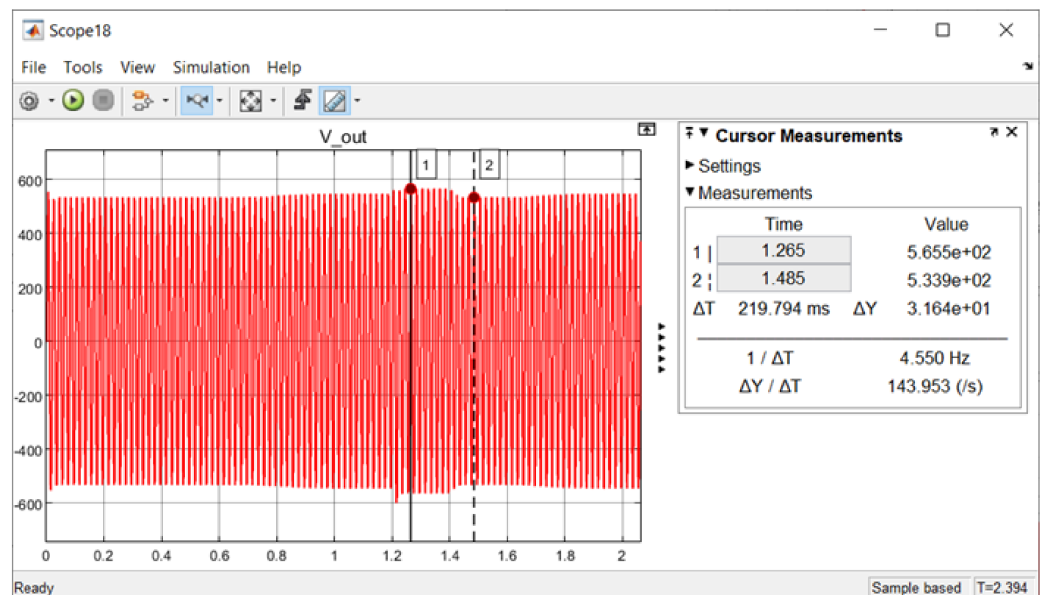 Scope18
File Tools View Simulation Help
V_out
1
2
600
400
200
0
-200
-400
-600
0 0.2 0.4 0.6 0.8 1 1.2 1.4 1.6 1.8 2
Cursor Measurements
Settings
Measurements
Time Value
1 | 1.265 5.655e+02
2 ¦ 1.485 5.339e+02
ΔT 219.794 ms ΔY 3.164e+01
1 / ΔT 4.550 Hz
ΔY / ΔT 143.953 (/s)
Ready Sample based T=2.394